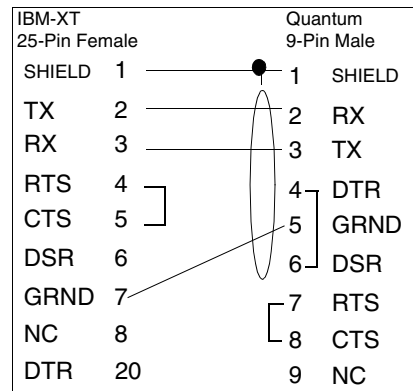 IBM-XT Quantum
25-Pin Female 9-Pin Male
SHIELD 1 1 SHIELD
TX 2 2 RX
RX 3 3 TX
RTS 4 4 DTR
CTS 5 5 GRND
DSR 6 6 DSR
GRND 7 7 RTS
NC 8 8 CTS
DTR 20 9 NC